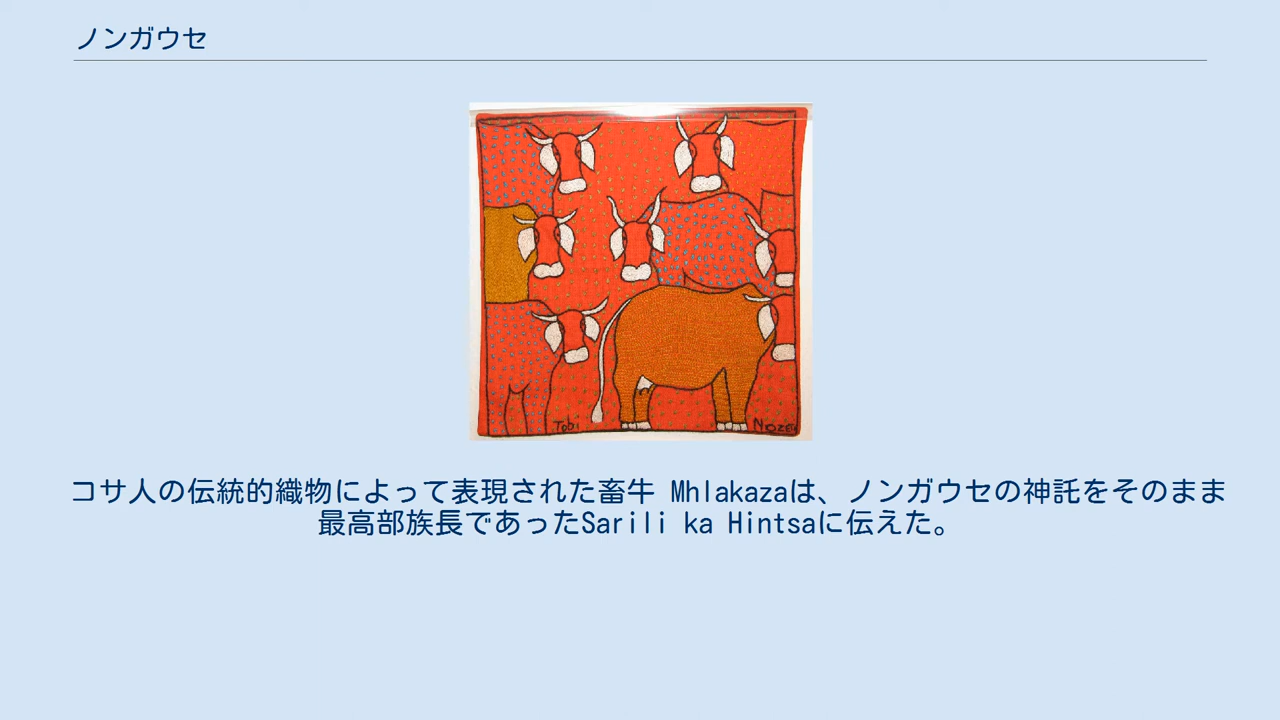 ノンガウセ
Tobi
コサ人の伝統的織物によって表現された畜牛 Mhlakazaは、ノンガウセの神託をそのまま
最高部族長であったSarili ka Hintsaに伝えた。